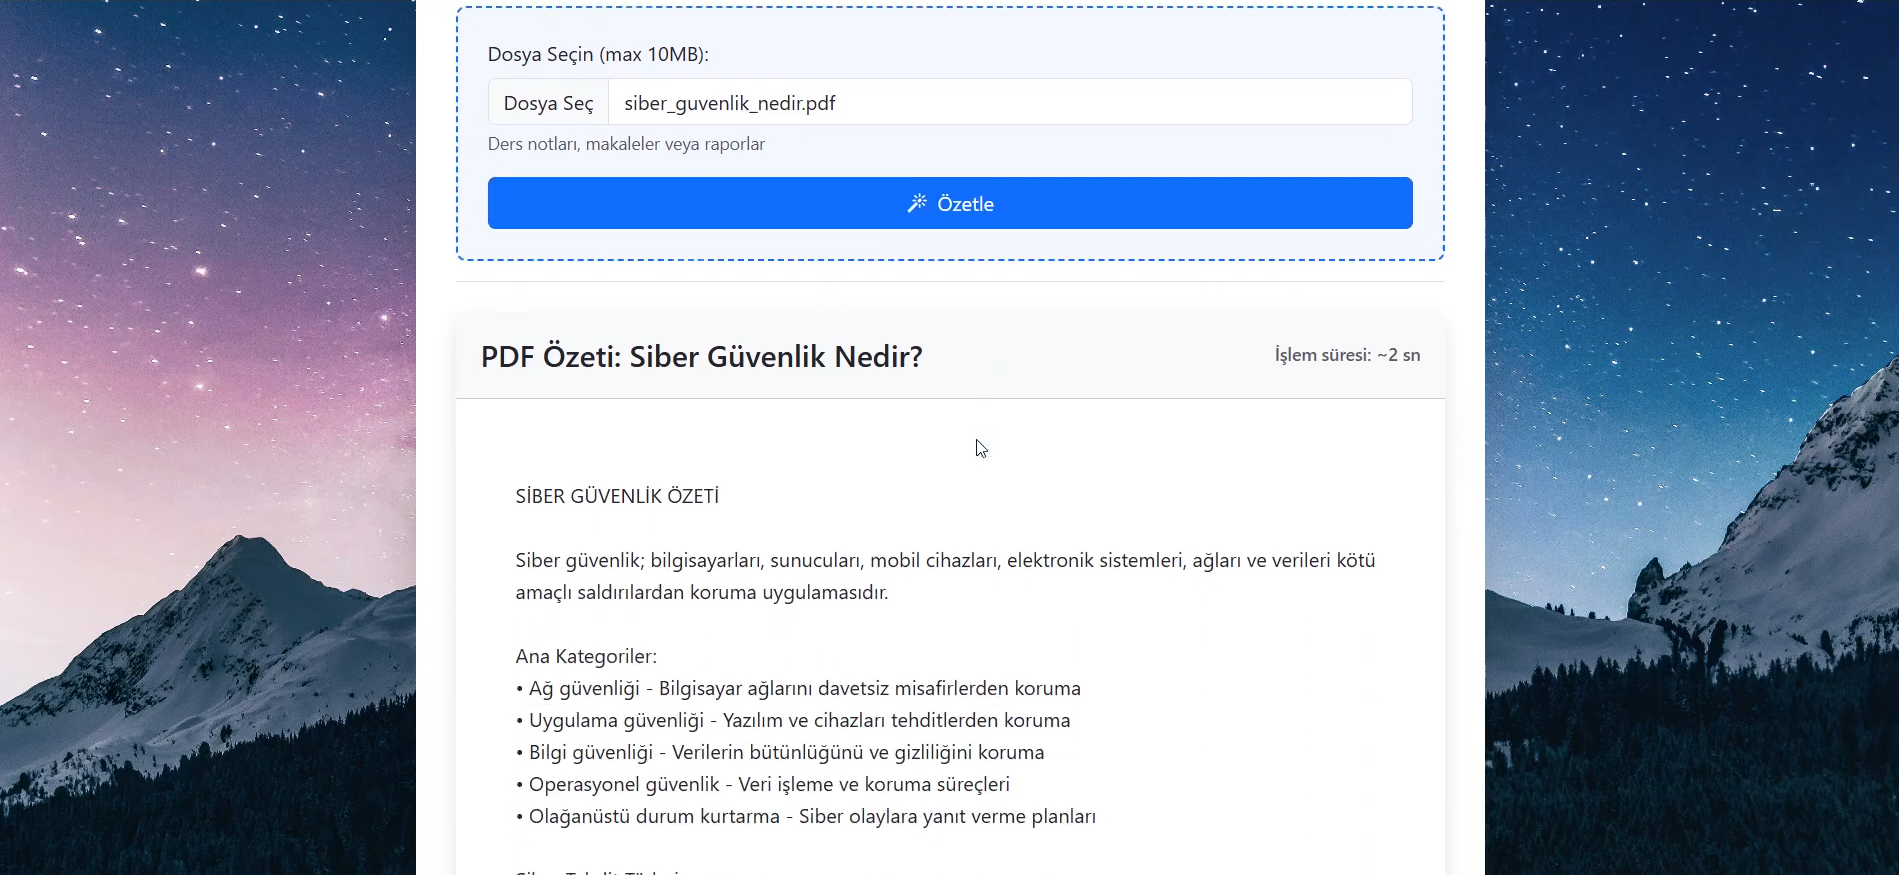 Dosya Seçin (max 10MB):
Dosya Seç siber_guvenlik_nedir.pdf
Ders notları, makaleler veya raporlar
Özetle
PDF Özeti: Siber Güvenlik Nedir?
İşlem süresi: ~2 sn
SİBER GÜVENLİK ÖZETİ
Siber güvenlik; bilgisayarları, sunucuları, mobil cihazları, elektronik sistemleri, ağları ve verileri kötü
amaçlı saldırılardan koruma uygulamasıdır.
Ana Kategoriler:
• Ağ güvenliği - Bilgisayar ağlarını davetsiz misafirlerden koruma
• Uygulama güvenliği - Yazılım ve cihazları tehditlerden koruma
• Bilgi güvenliği - Verilerin bütünlüğünü ve gizliliğini koruma
• Operasyonel güvenlik - Veri işleme ve koruma süreçleri
• Olağanüstü durum kurtarma - Siber olaylara yanıt verme planları